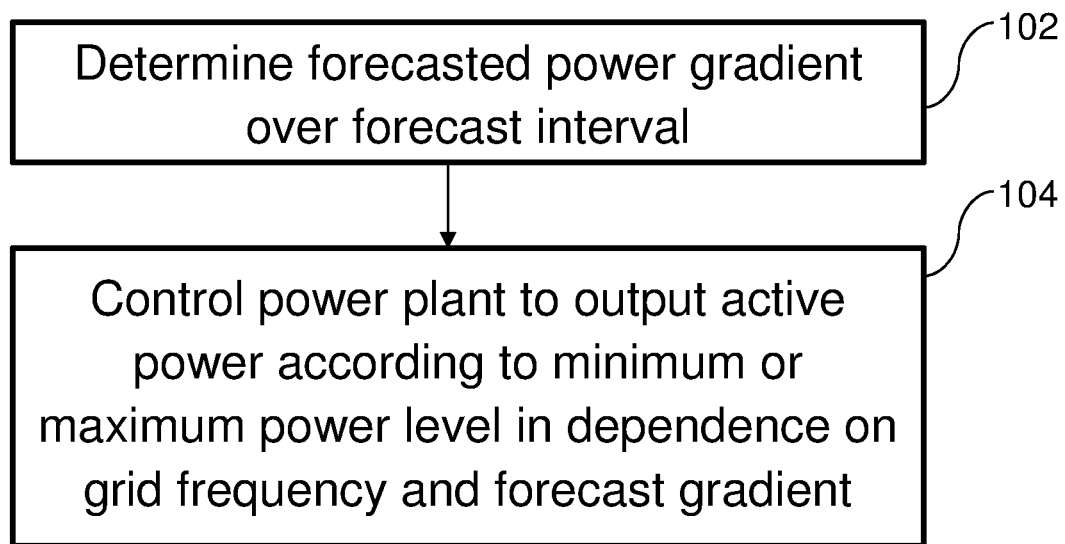 102
Determine forecasted power gradient
over forecast interval
104
Control power plant to output active
power according to minimum or
maximum power level in dependence on
grid frequency and forecast gradient